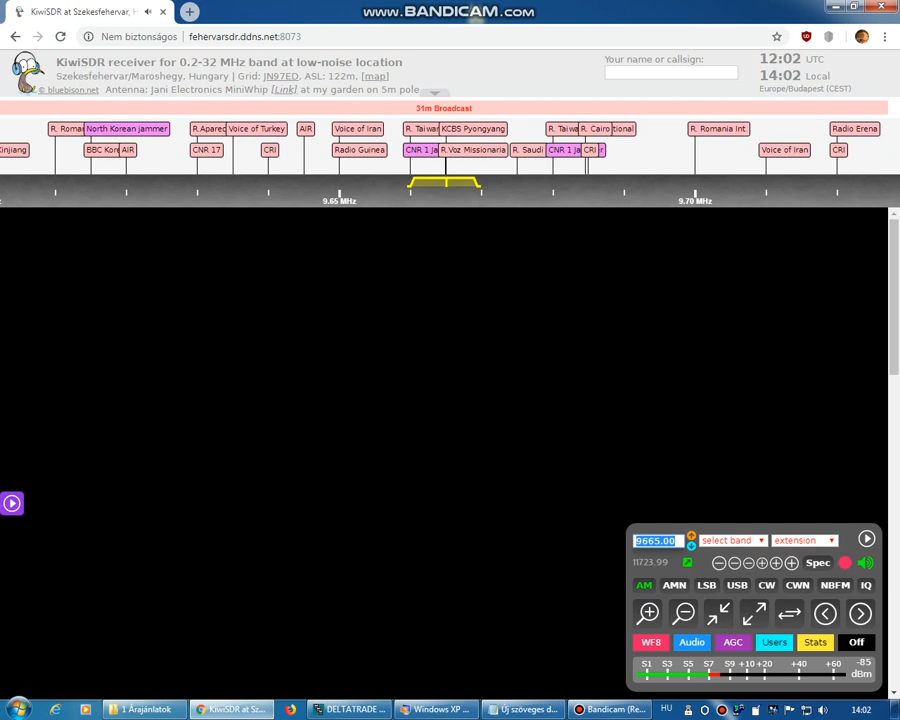 www.BANDICAM.com
KiwiSDR at Szekesfehervar, H
Nem biztonságos | fehervarsdr.ddns.net:8073
KiwiSDR receiver for 0.2-32 MHz band at low-noise location
Szekesfehervar/Maroshegy, Hungary | Grid: JN97ED, ASL: 122m, [map]
© bluebison.net Antenna: Jani Electronics MiniWhip [Link] at my garden on 5m pole
Your name or callsign:
12:02 UTC
14:02 Local
Europe/Budapest (CEST)
31m Broadcast
R. Romar North Korean jammer R.Apared Voice of Turkey AIR Voice of Iran R. Taiwa KCBS Pyongyang R. Taiwa R. Cairo tional R. Romania Int. Radio Erena
Kinjiang BBC Kore AIR CNR 17 CRI Radio Guinea CNR 1 Ja R.Voz Missionaria R. Saudi CNR 1 Ja CRI Voice of Iran CRI
9.65 MHz 9.70 MHz
9665.00 select band extension
11723.99 Spec
AM AMN LSB USB CW CWN NBFM IQ
WF8 Audio AGC Users Stats Off
S1 S3 S5 S7 S9 +10 +20 +40 +60 -85
dBm
1 Árajánlatok KiwiSDR at Sz... DELTATRADE ... Windows XP ... Új szöveges d... Bandicam (Re... HU 14:02